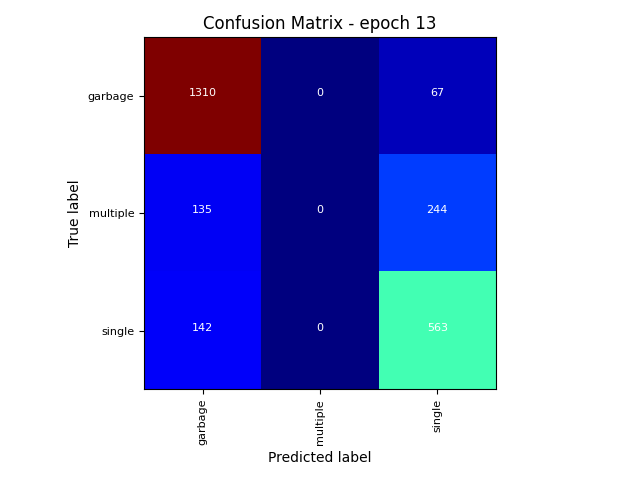 Confusion Matrix - epoch 13
True label
garbage
1310
0
67
multiple
135
0
244
single
142
0
563
garbage
multiple
single
Predicted label